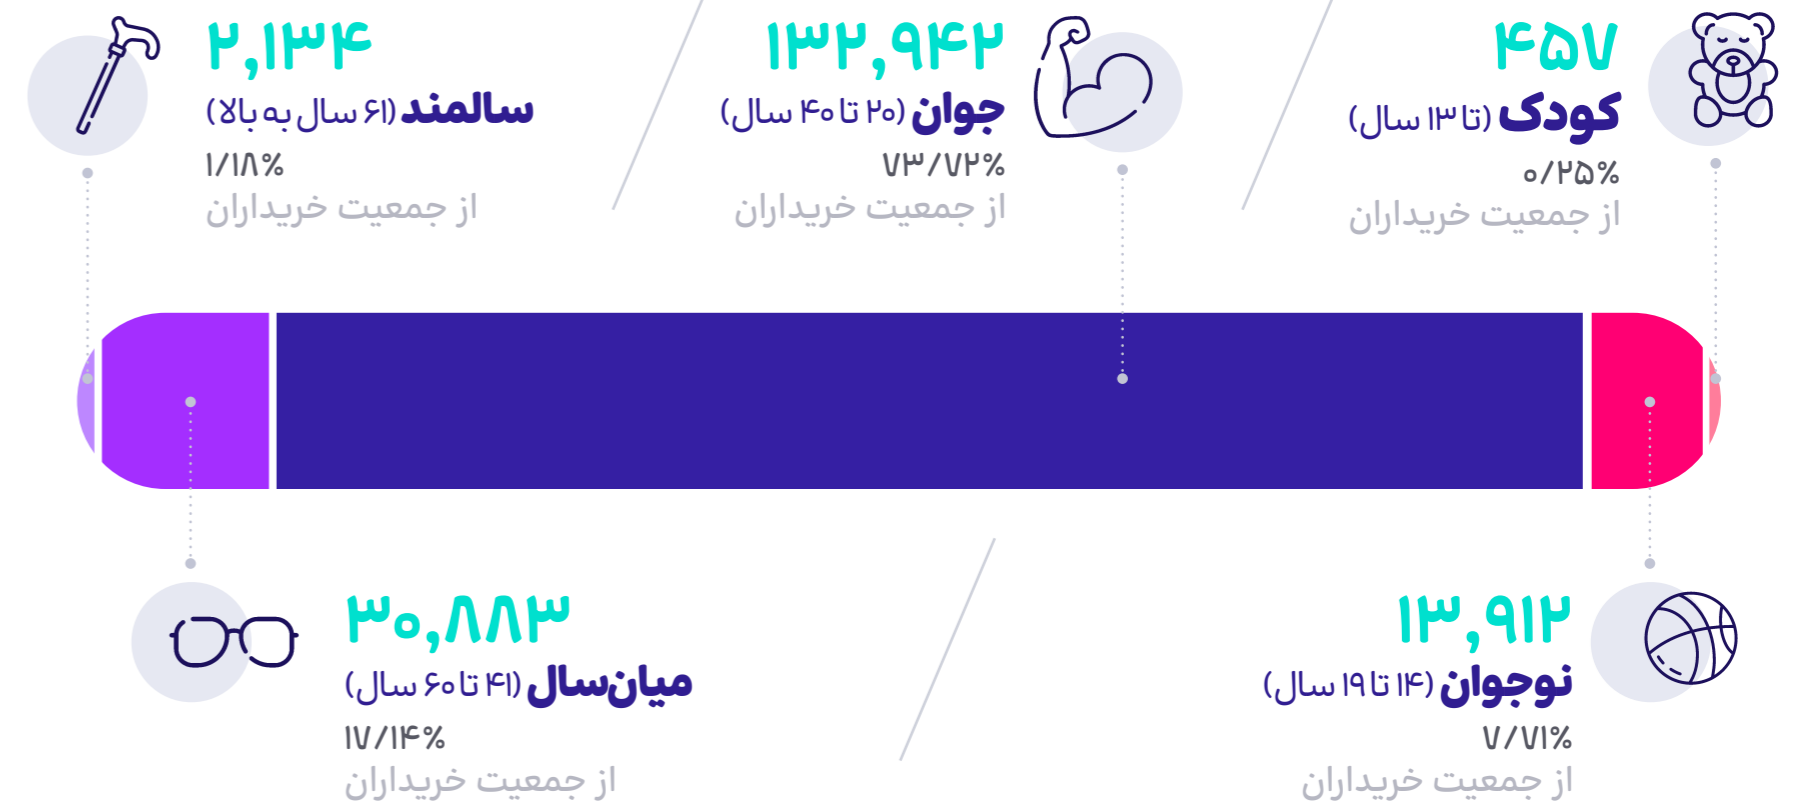 ۴۵۷
کودک (تا ۱۳ سال)
۰/۲۵%
از جمعیت خریداران
۱۳۲,۹۴۲
جوان (۲۰ تا ۴۰ سال)
۷۳/۷۲%
از جمعیت خریداران
۲,۱۳۴
سالمند (۶۱ سال به بالا)
۱/۱۸%
از جمعیت خریداران
۱۳,۹۱۲
نوجوان (۱۴ تا ۱۹ سال)
۷/۷۱%
از جمعیت خریداران
۳۰,۸۸۳
میان‌سال (۴۱ تا ۶۰ سال)
۱۷/۱۴%
از جمعیت خریداران